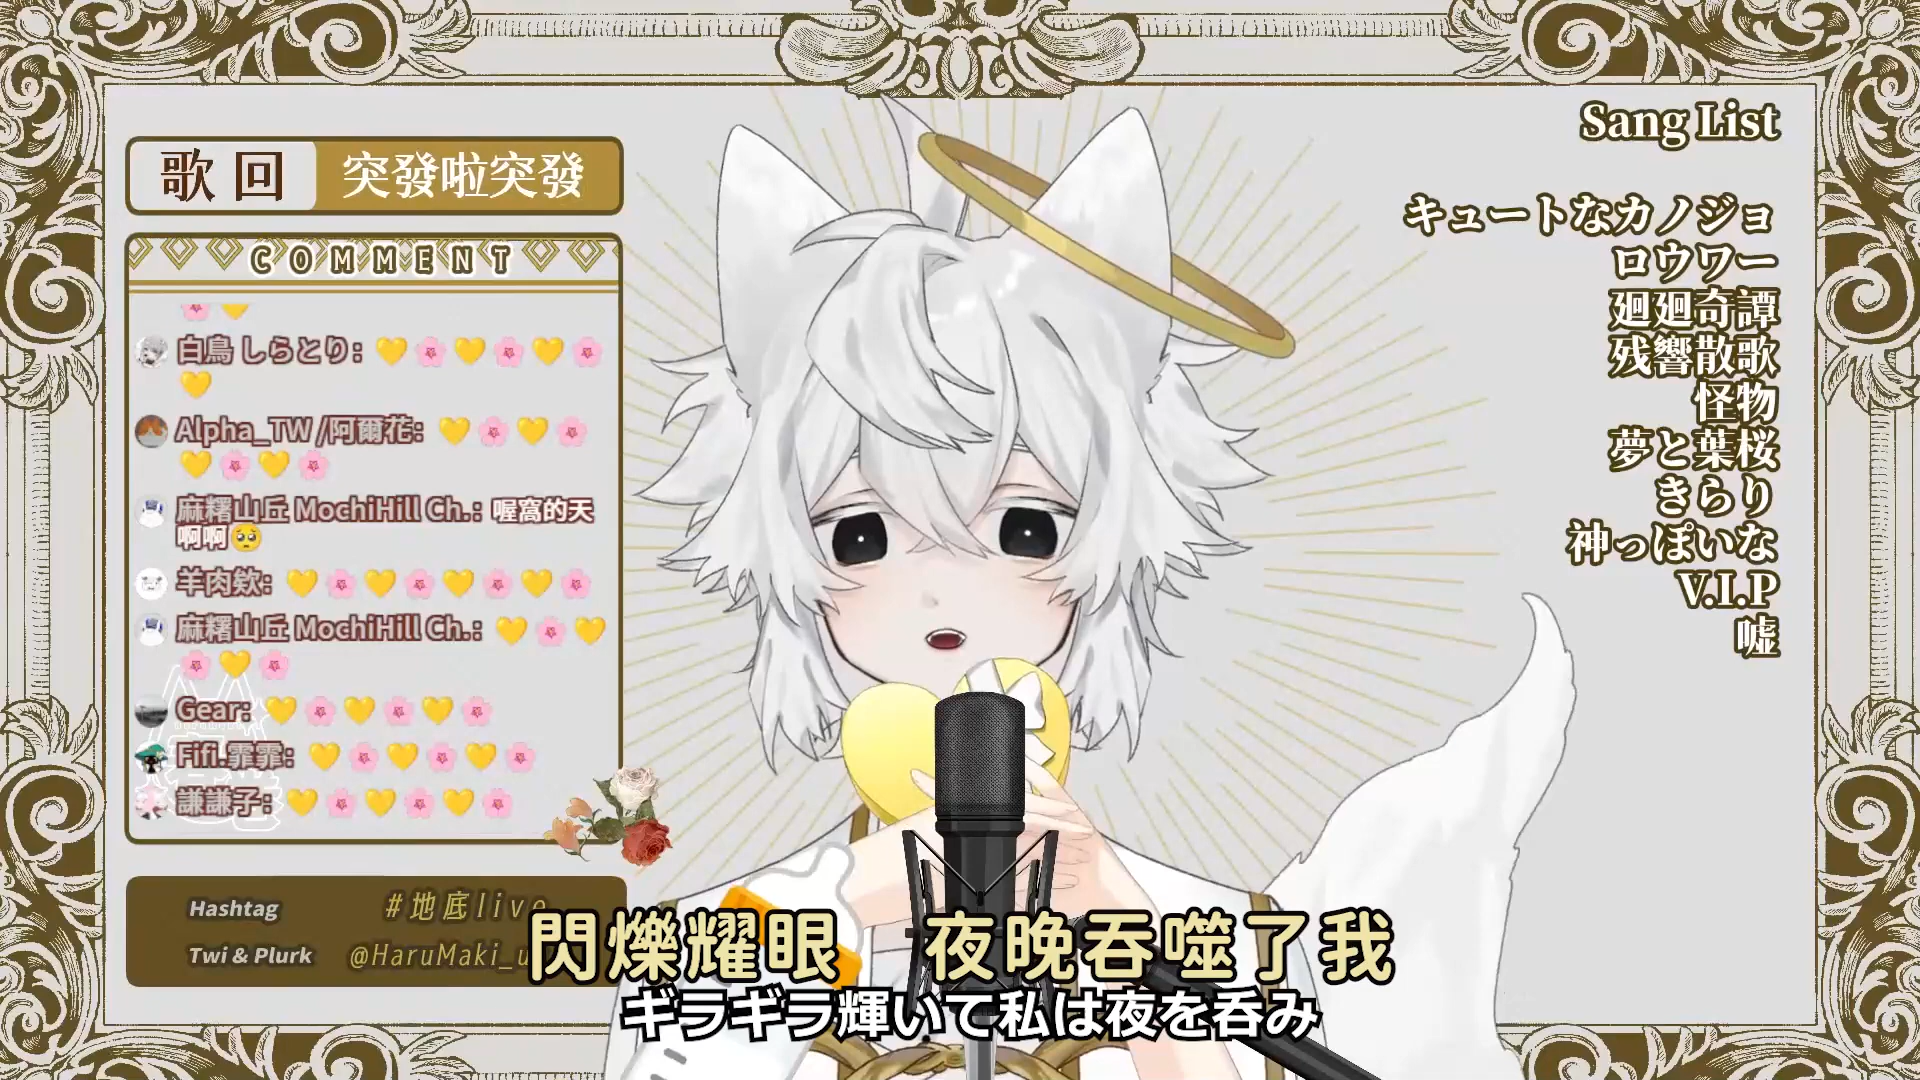 歌回 突發啦突發
COMMENT
白鳥 しらとり: 💛🌸💛🌸💛🌸
💛
Alpha_TW /阿爾花: 💛🌸💛🌸
💛🌸💛🌸
麻糬山丘 MochiHill Ch.: 喔窩的天
啊啊🥺
羊肉欸: 💛🌸💛🌸💛🌸💛🌸
麻糬山丘 MochiHill Ch.: 💛🌸💛
🌸💛🌸
Gear: 💛🌸💛🌸💛🌸
Fifi.霏霏: 💛🌸💛🌸💛🌸
謙謙子: 💛🌸💛🌸💛🌸
Hashtag #地底live
Twi & Plurk @HaruMaki_u
Sang List
キュートなカノジョ
ロウワー
廻廻奇譚
残響散歌
怪物
夢と葉桜
きらり
神っぽいな
V.I.P
嘘
閃爍耀眼 夜晚吞噬了我
ギラギラ輝いて私は夜を呑み